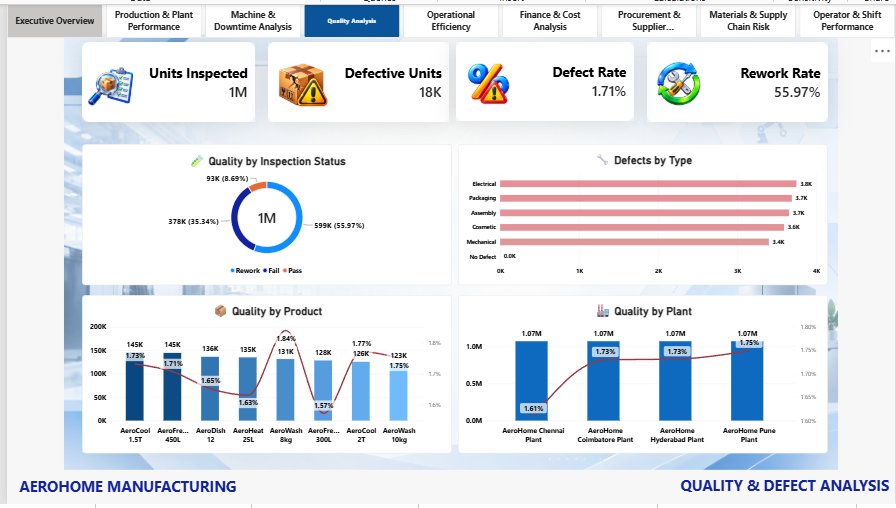 Executive Overview
Production & Plant
Performance
Machine &
Downtime Analysis
Quality Analysis
Operational
Efficiency
Finance & Cost
Analysis
Procurement &
Supplier...
Materials & Supply
Chain Risk
Operator & Shift
Performance
Units Inspected
1M
Defective Units
18K
Defect Rate
1.71%
Rework Rate
55.97%
Quality by Inspection Status
93K (8.69%)
378K (35.34%)
1M
599K (55.97%)
Rework Fail Pass
Defects by Type
Electrical 3.8K
Packaging 3.7K
Assembly 3.7K
Cosmetic 3.6K
Mechanical 3.4K
No Defect 0.0K
0K 1K 2K 3K 4K
Quality by Product
200K
150K
100K
50K
0K
145K 145K 136K 135K 131K 128K 126K 123K
1.73% 1.71% 1.65% 1.63% 1.84% 1.57% 1.77% 1.75%
1.8%
1.7%
1.6%
AeroCool
1.5T
AeroFre...
450L
AeroDish
12
AeroHeat
25L
AeroWash
8kg
AeroFre...
300L
AeroCool
2T
AeroWash
10kg
Quality by Plant
1.0M
0.5M
0.0M
1.07M 1.07M 1.07M 1.07M
1.61% 1.73% 1.73% 1.75%
1.80%
1.75%
1.70%
1.65%
1.60%
AeroHome Chennai
Plant
AeroHome
Coimbatore Plant
AeroHome
Hyderabad Plant
AeroHome Pune
Plant
AEROHOME MANUFACTURING
QUALITY & DEFECT ANALYSIS